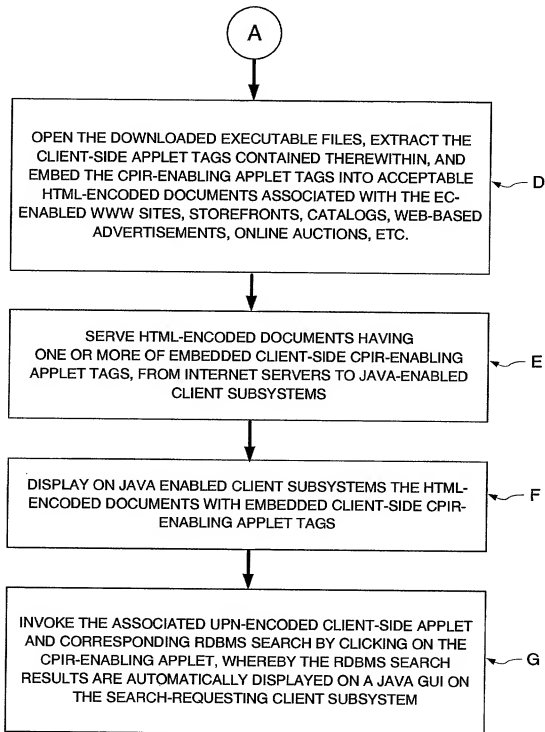 A
OPEN THE DOWNLOADED EXECUTABLE FILES, EXTRACT THE
CLIENT-SIDE APPLET TAGS CONTAINED THEREWITHIN, AND
EMBED THE CPIR-ENABLING APPLET TAGS INTO ACCEPTABLE
HTML-ENCODED DOCUMENTS ASSOCIATED WITH THE EC-
ENABLED WWW SITES, STOREFRONTS, CATALOGS, WEB-BASED
ADVERTISEMENTS, ONLINE AUCTIONS, ETC.
D
SERVE HTML-ENCODED DOCUMENTS HAVING
ONE OR MORE OF EMBEDDED CLIENT-SIDE CPIR-ENABLING
APPLET TAGS, FROM INTERNET SERVERS TO JAVA-ENABLED
CLIENT SUBSYSTEMS
E
DISPLAY ON JAVA ENABLED CLIENT SUBSYSTEMS THE HTML-
ENCODED DOCUMENTS WITH EMBEDDED CLIENT-SIDE CPIR-
ENABLING APPLET TAGS
F
INVOKE THE ASSOCIATED UPN-ENCODED CLIENT-SIDE APPLET
AND CORRESPONDING RDBMS SEARCH BY CLICKING ON THE
CPIR-ENABLING APPLET, WHEREBY THE RDBMS SEARCH
RESULTS ARE AUTOMATICALLY DISPLAYED ON A JAVA GUI ON
THE SEARCH-REQUESTING CLIENT SUBSYSTEM
G